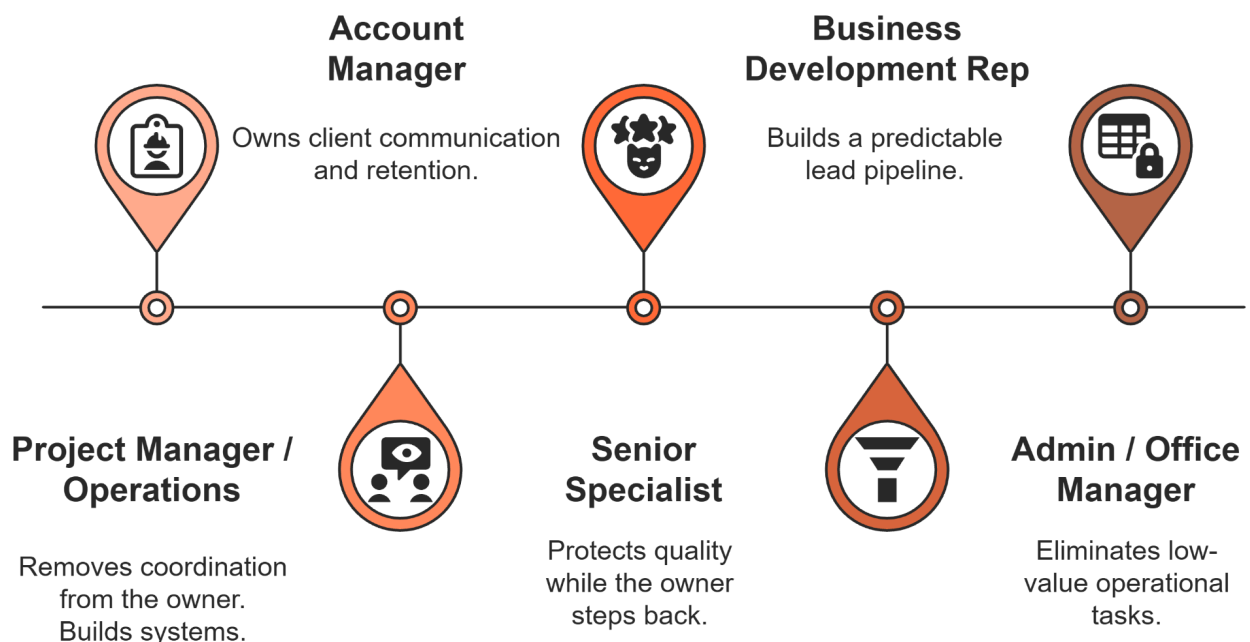 Project Manager /
Operations
Removes coordination
from the owner.
Builds systems.
Account
Manager
Owns client communication
and retention.
Senior
Specialist
Protects quality
while the owner
steps back.
Business
Development Rep
Builds a predictable
lead pipeline.
Admin / Office
Manager
Eliminates low-
value operational
tasks.